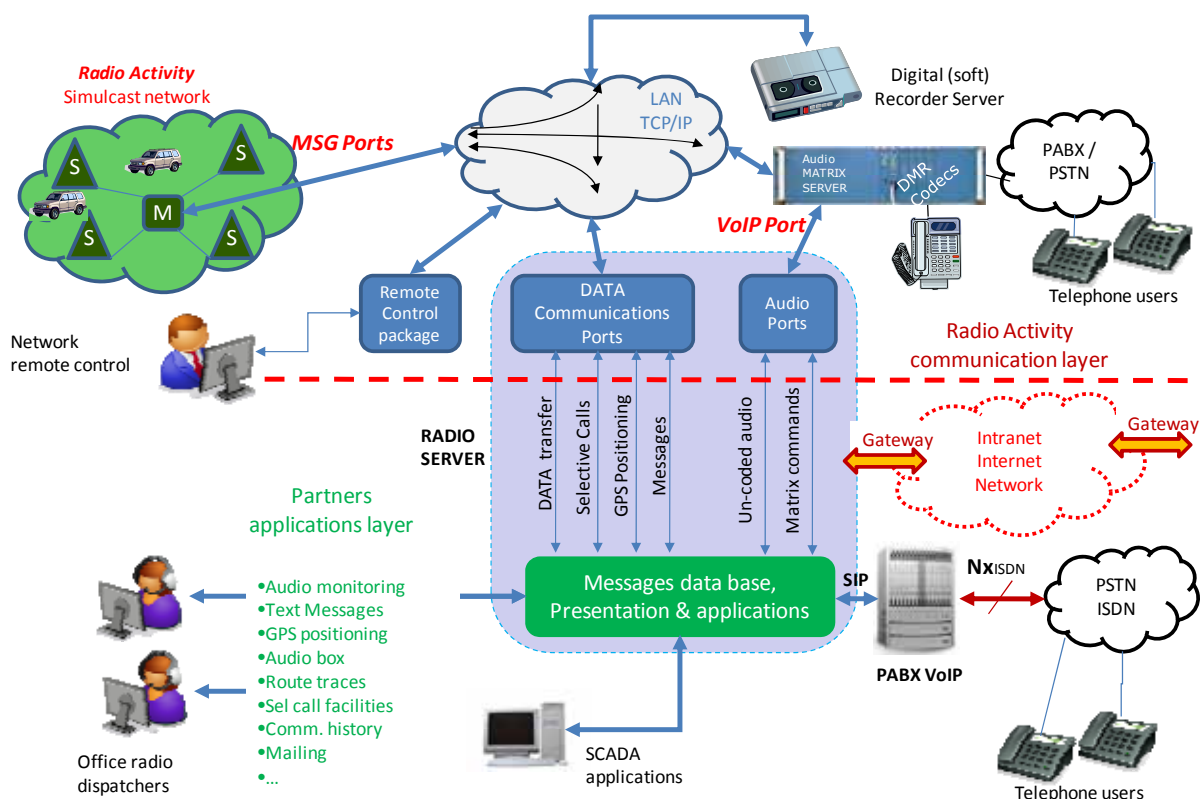 Radio Activity
Simulcast network
S
S
M
S
S
MSG Ports
LAN
TCP/IP
Digital (soft)
Recorder Server
Audio
MATRIX
SERVER
DMR
Codecs
PABX /
PSTN
Telephone users
VoIP Port
Network
remote control
Remote
Control
package
DATA
Communications
Ports
Audio
Ports
Radio Activity
communication layer
RADIO
SERVER
DATA transfer
Selective Calls
GPS Positioning
Messages
Un-coded audio
Matrix commands
Gateway
Intranet
Internet
Network
Gateway
Partners
applications layer
•Audio monitoring
•Text Messages
•GPS positioning
•Audio box
•Route traces
•Sel call facilities
•Comm. history
•Mailing
•...
Office radio
dispatchers
Messages data base,
Presentation & applications
SIP
PABX VoIP
NxISDN
PSTN
ISDN
Telephone users
SCADA
applications